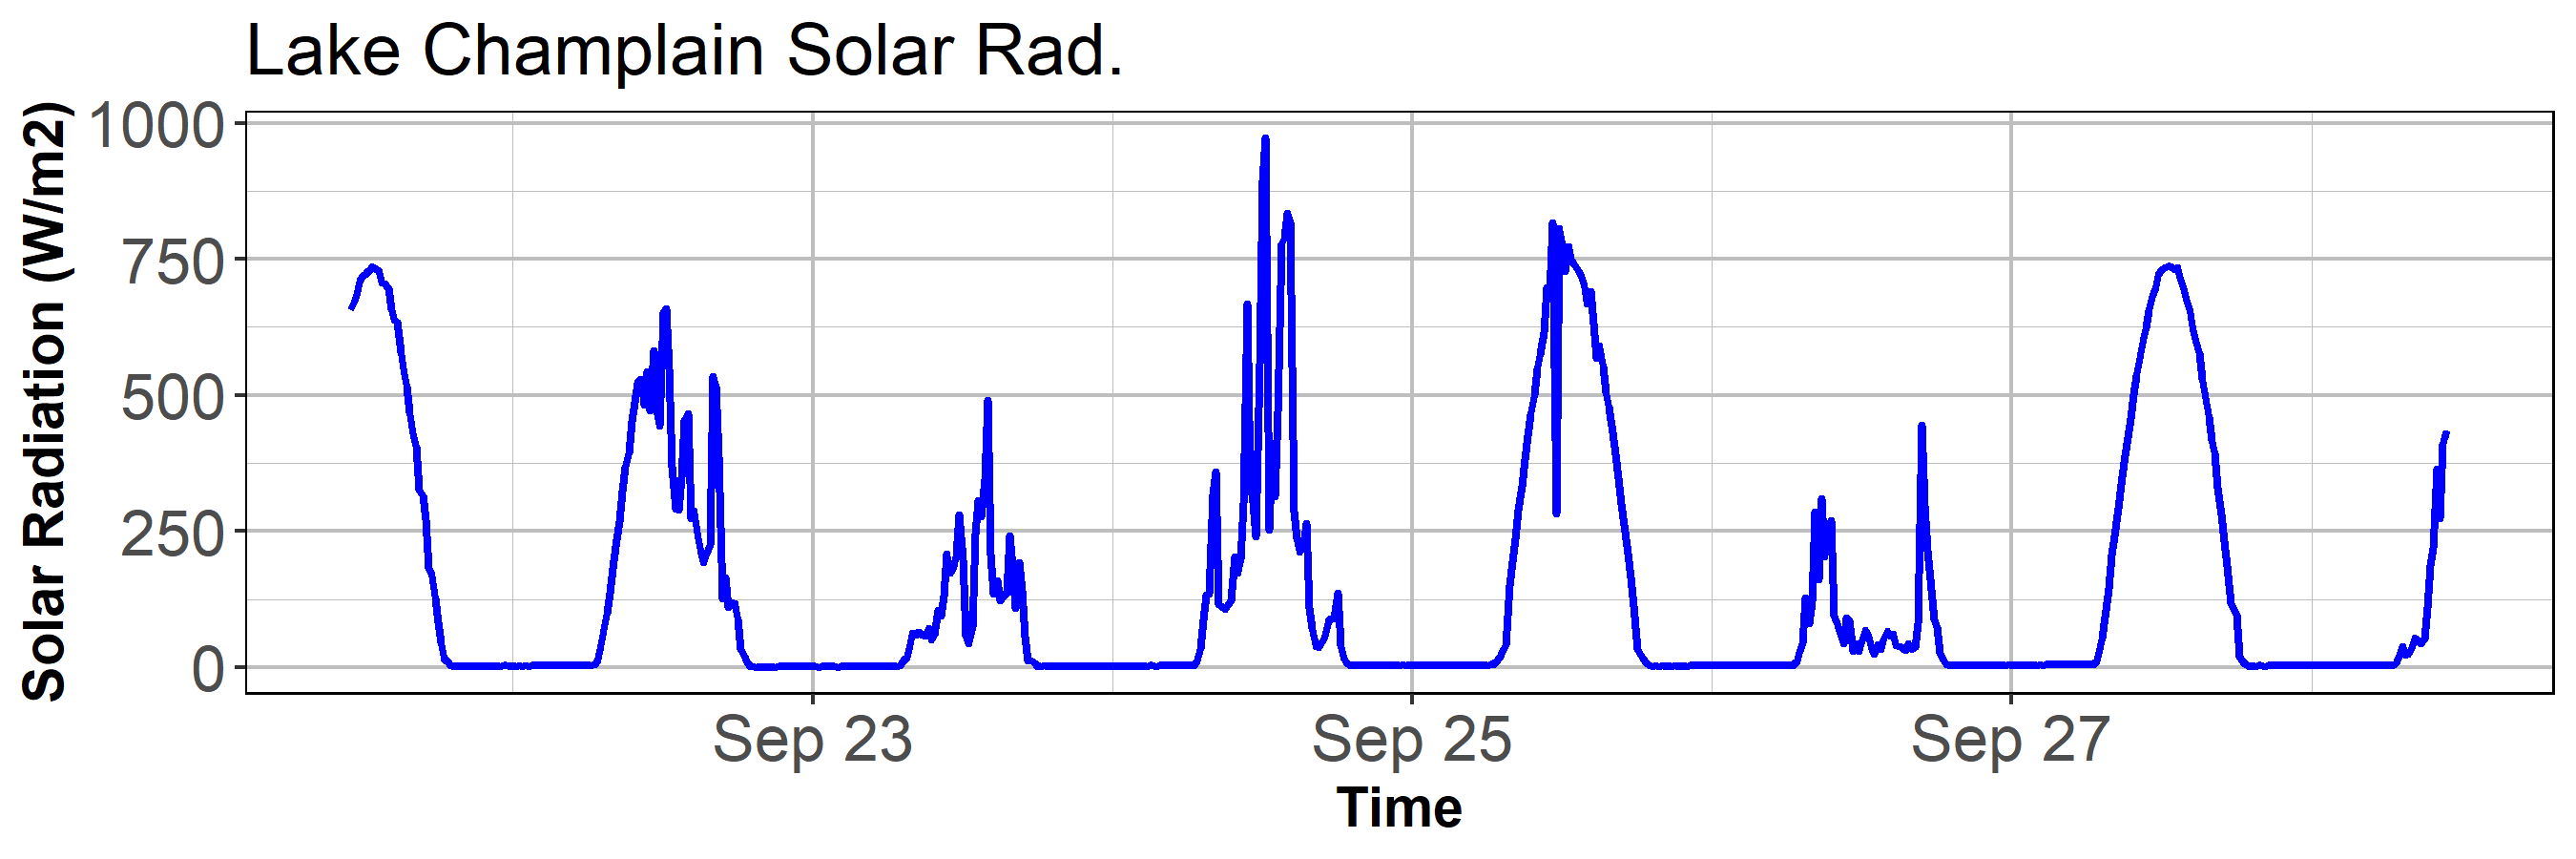 Lake Champlain Solar Rad.
Solar Radiation (W/m2)
1000
750
500
250
0
Sep 23 Sep 25 Sep 27
Time